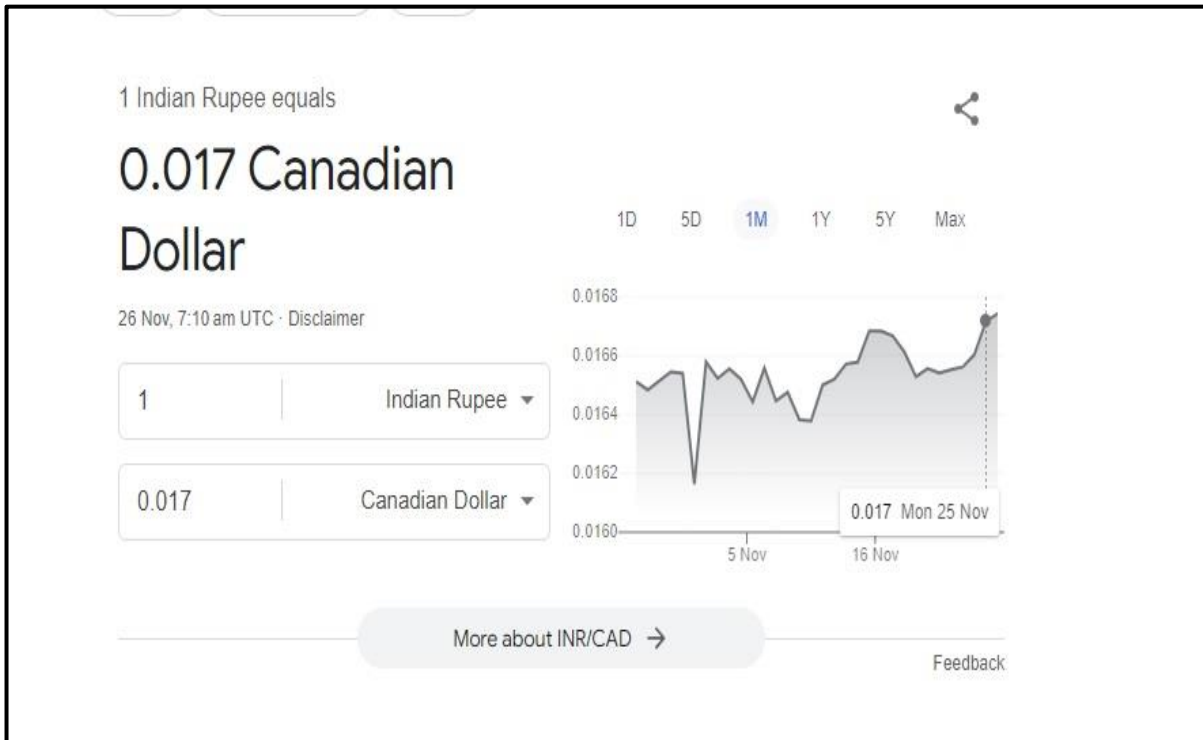 1 Indian Rupee equals
0.017 Canadian
Dollar
26 Nov, 7:10 am UTC · Disclaimer
1 Indian Rupee
0.017 Canadian Dollar
1D 5D 1M 1Y 5Y Max
0.0168
0.0166
0.0164
0.0162
0.0160
0.017 Mon 25 Nov
5 Nov 16 Nov
More about INR/CAD
Feedback